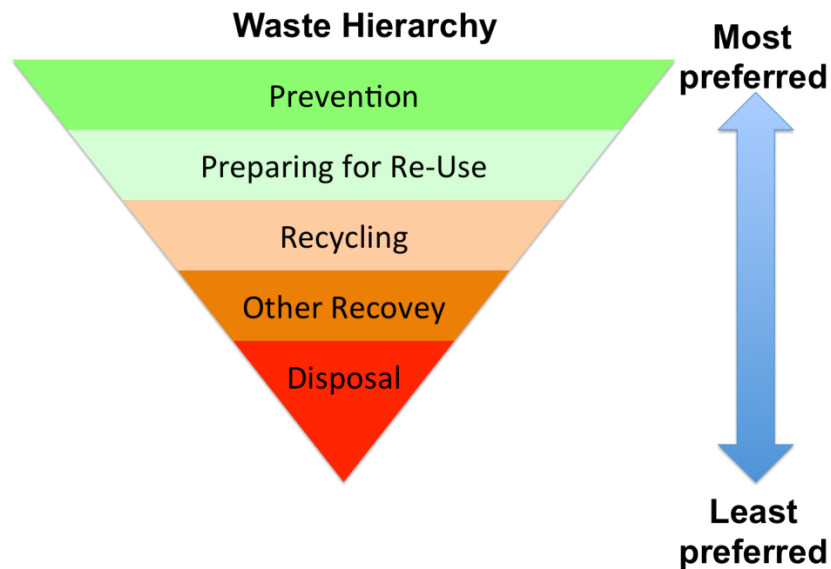 Waste Hierarchy
Most
preferred
Prevention
Preparing for Re-Use
Recycling
Other Recovey
Disposal
Least
preferred